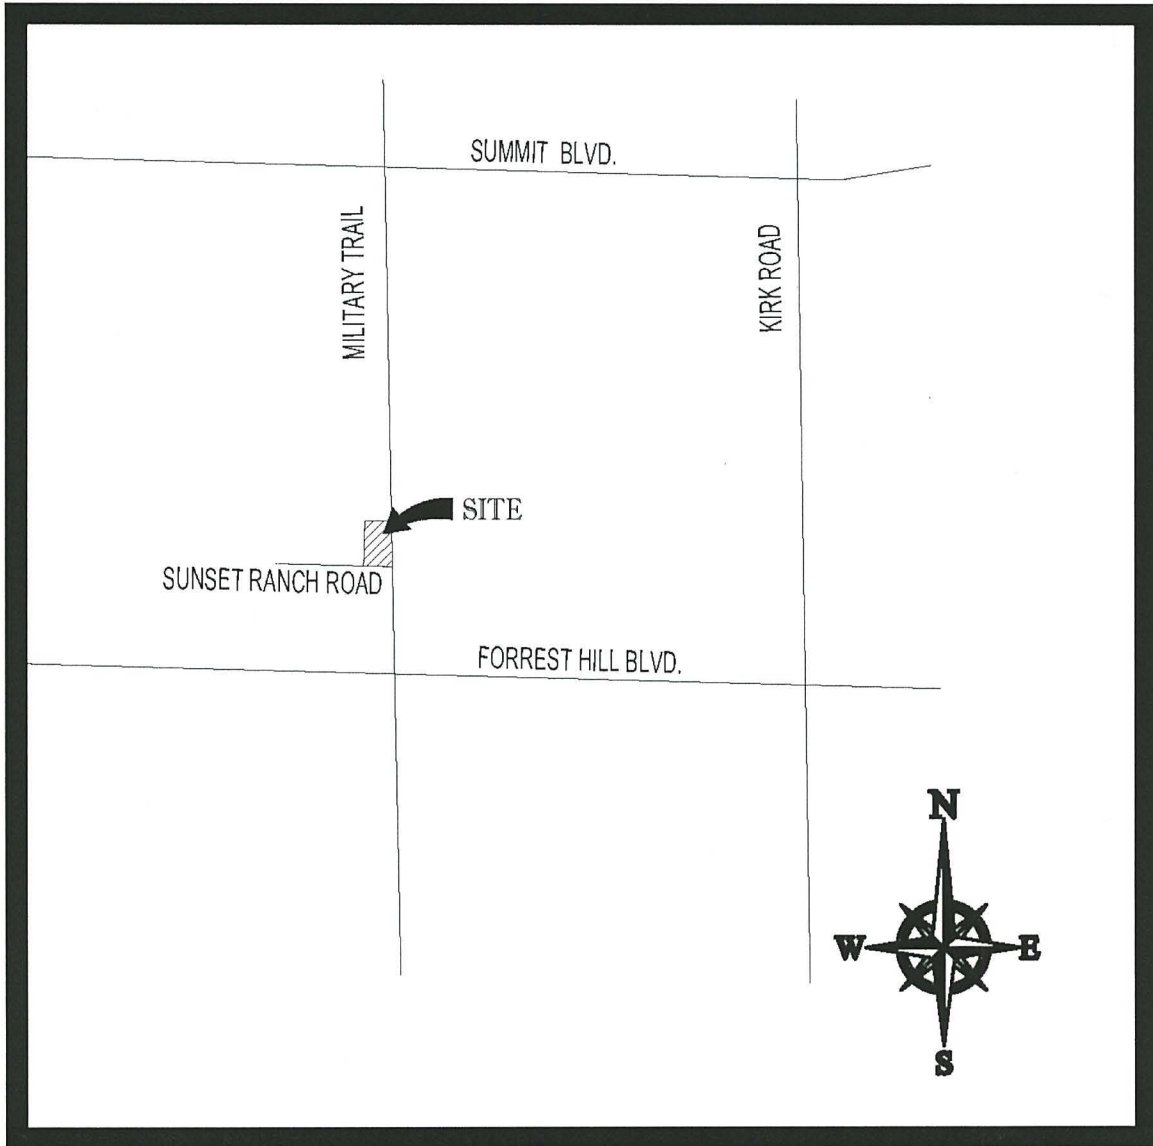 SUMMIT BLVD.
MILITARY TRAIL
KIRK ROAD
SITE
SUNSET RANCH ROAD
FORREST HILL BLVD.
N
W
E
S